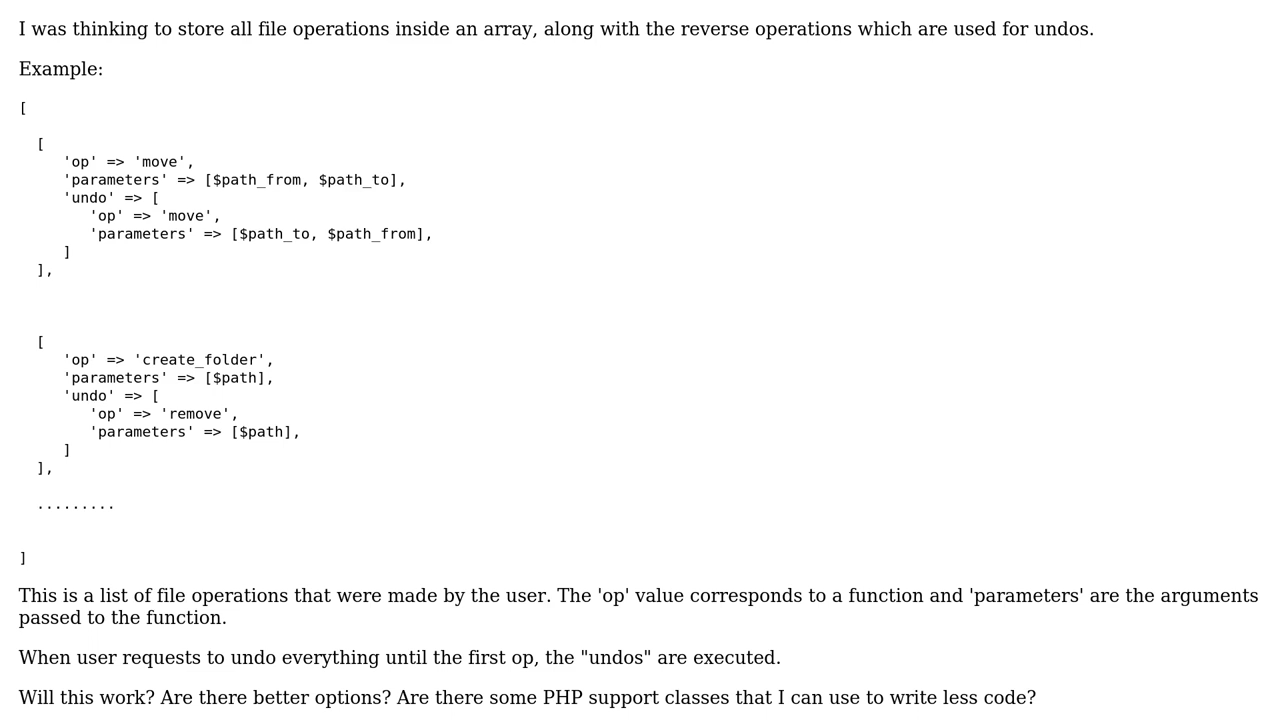 I was thinking to store all file operations inside an array, along with the reverse operations which are used for undos.
Example:
[
[
'op' => 'move',
'parameters' => [$path_from, $path_to],
'undo' => [
'op' => 'move',
'parameters' => [$path_to, $path_from],
]
],
[
'op' => 'create_folder',
'parameters' => [$path],
'undo' => [
'op' => 'remove',
'parameters' => [$path],
]
],
.........
]
This is a list of file operations that were made by the user. The 'op' value corresponds to a function and 'parameters' are the arguments
passed to the function.
When user requests to undo everything until the first op, the "undos" are executed.
Will this work? Are there better options? Are there some PHP support classes that I can use to write less code?